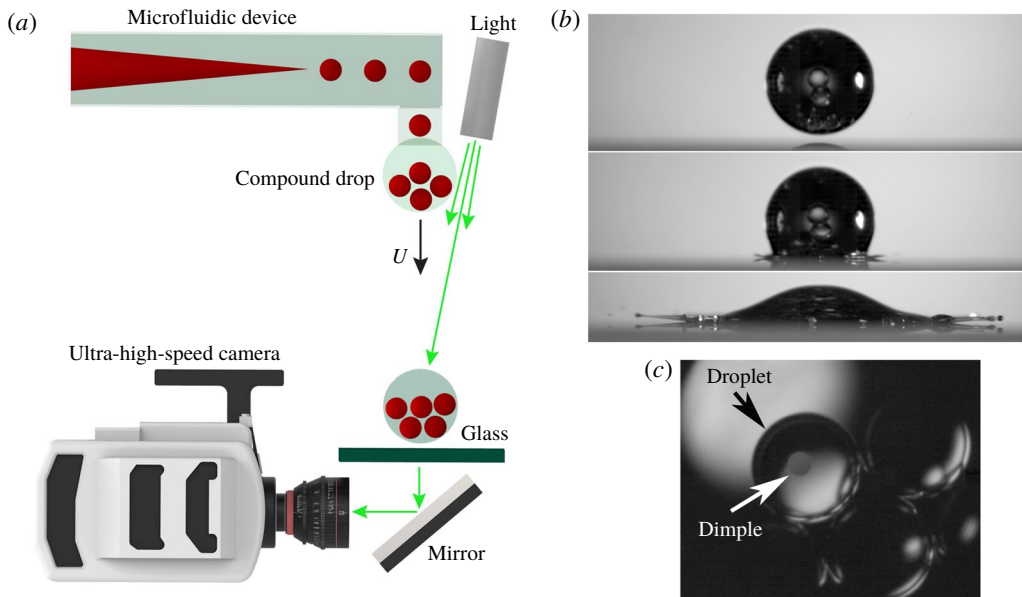 (a)
Microfluidic device
Light
Compound drop
U
Ultra-high-speed camera
Glass
Mirror
(b)
(c)
Droplet
Dimple